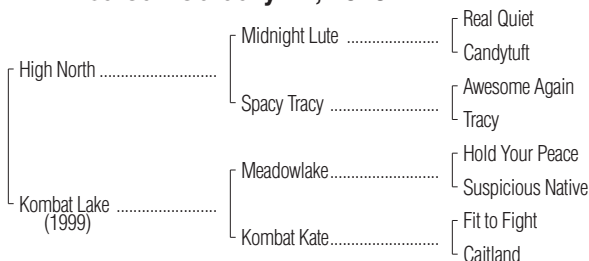 Real Quiet
Midnight Lute
Candytuft
High North
Awesome Again
Spacy Tracy
Tracy
Hold Your Peace
Meadowlake
Suspicious Native
Kombat Lake
(1999)
Fit to Fight
Kombat Kate
Caitland